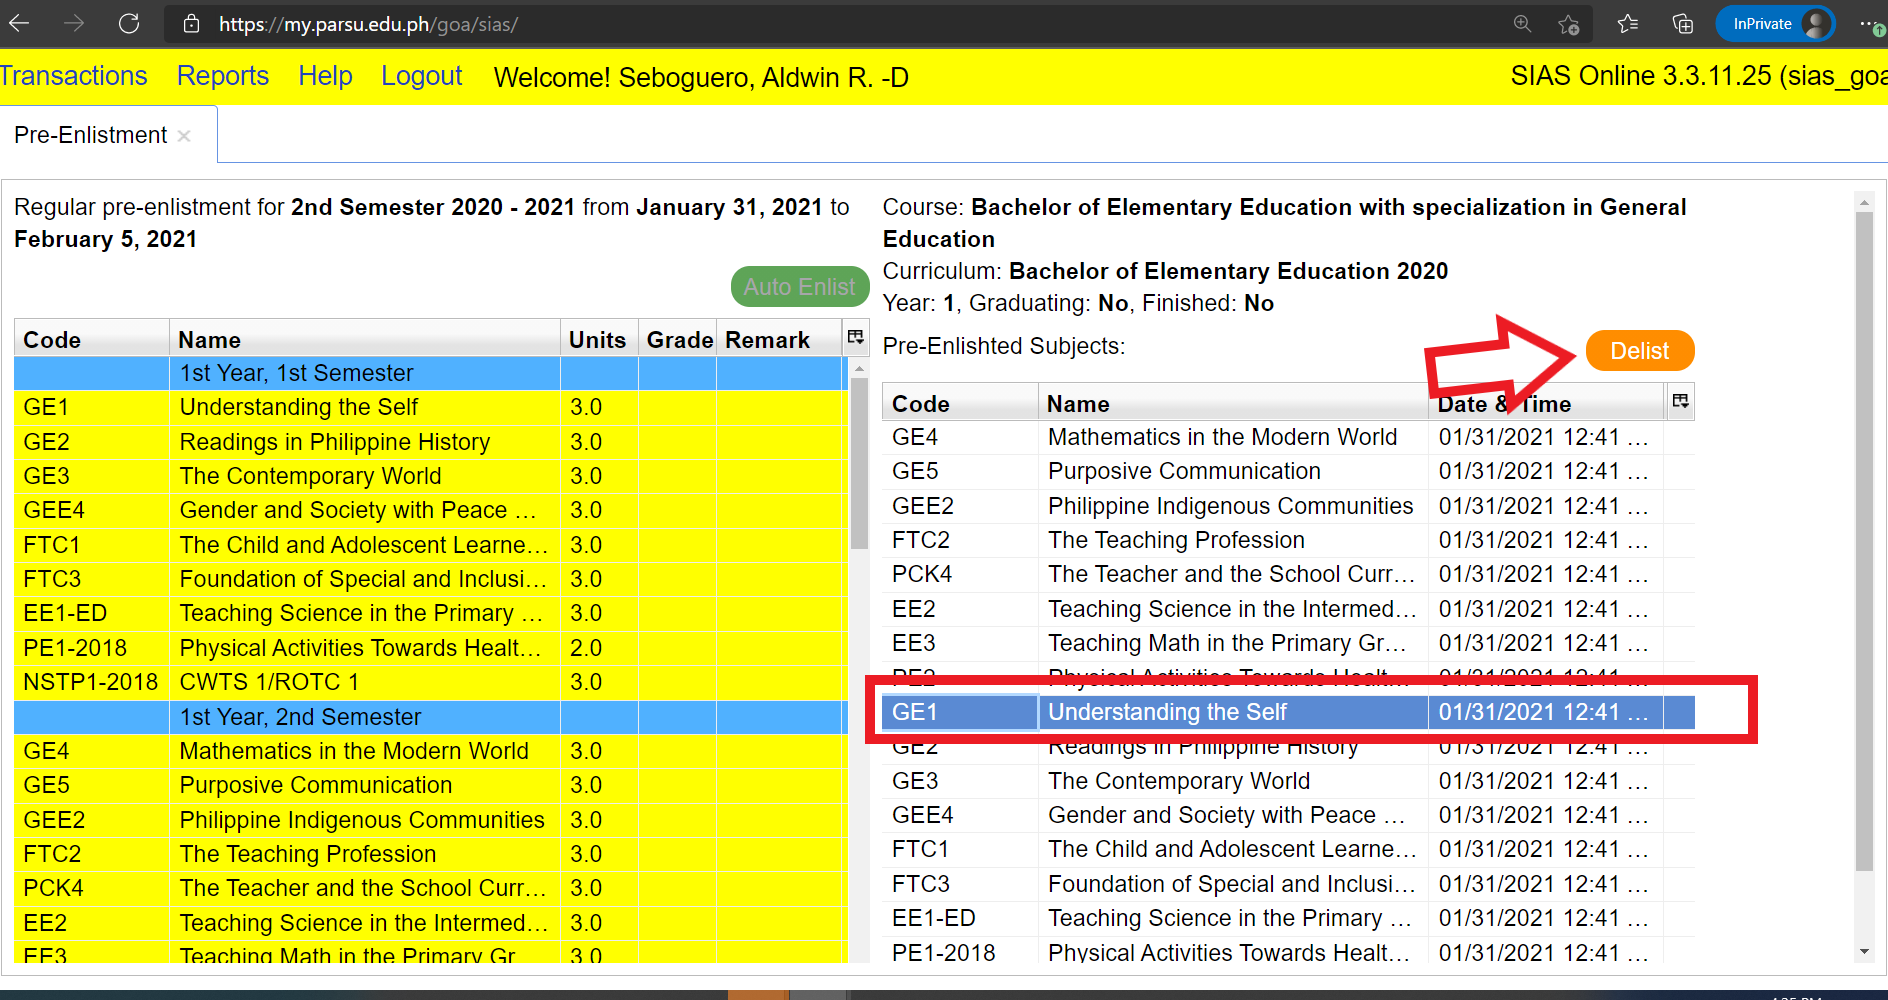 https://my.parsu.edu.ph/goa/sias/
InPrivate
Transactions Reports Help Logout Welcome! Seboguero, Aldwin R. -D SIAS Online 3.3.11.25 (sias_goa
Pre-Enlistment
Regular pre-enlistment for 2nd Semester 2020 - 2021 from January 31, 2021 to
February 5, 2021
Auto Enlist
Code Name Units Grade Remark
1st Year, 1st Semester
GE1 Understanding the Self 3.0
GE2 Readings in Philippine History 3.0
GE3 The Contemporary World 3.0
GEE4 Gender and Society with Peace ... 3.0
FTC1 The Child and Adolescent Learne... 3.0
FTC3 Foundation of Special and Inclusi... 3.0
EE1-ED Teaching Science in the Primary ... 3.0
PE1-2018 Physical Activities Towards Healt... 2.0
NSTP1-2018 CWTS 1/ROTC 1 3.0
1st Year, 2nd Semester
GE4 Mathematics in the Modern World 3.0
GE5 Purposive Communication 3.0
GEE2 Philippine Indigenous Communities 3.0
FTC2 The Teaching Profession 3.0
PCK4 The Teacher and the School Curr... 3.0
EE2 Teaching Science in the Intermed... 3.0
EE3 Teaching Math in the Primary Gr 3.0
Course: Bachelor of Elementary Education with specialization in General
Education
Curriculum: Bachelor of Elementary Education 2020
Year: 1, Graduating: No, Finished: No
Pre-Enlishted Subjects:
Delist
Code Name Date & Time
GE4 Mathematics in the Modern World 01/31/2021 12:41 ...
GE5 Purposive Communication 01/31/2021 12:41 ...
GEE2 Philippine Indigenous Communities 01/31/2021 12:41 ...
FTC2 The Teaching Profession 01/31/2021 12:41 ...
PCK4 The Teacher and the School Curr... 01/31/2021 12:41 ...
EE2 Teaching Science in the Intermed... 01/31/2021 12:41 ...
EE3 Teaching Math in the Primary Gr... 01/31/2021 12:41 ...
PE2 Physical Activities Towards Healt... 01/31/2021 12:41 ...
GE1 Understanding the Self 01/31/2021 12:41 ...
GE2 Readings in Philippine History 01/31/2021 12:41 ...
GE3 The Contemporary World 01/31/2021 12:41 ...
GEE4 Gender and Society with Peace ... 01/31/2021 12:41 ...
FTC1 The Child and Adolescent Learne... 01/31/2021 12:41 ...
FTC3 Foundation of Special and Inclusi... 01/31/2021 12:41 ...
EE1-ED Teaching Science in the Primary ... 01/31/2021 12:41 ...
PE1-2018 Physical Activities Towards Healt... 01/31/2021 12:41 ...